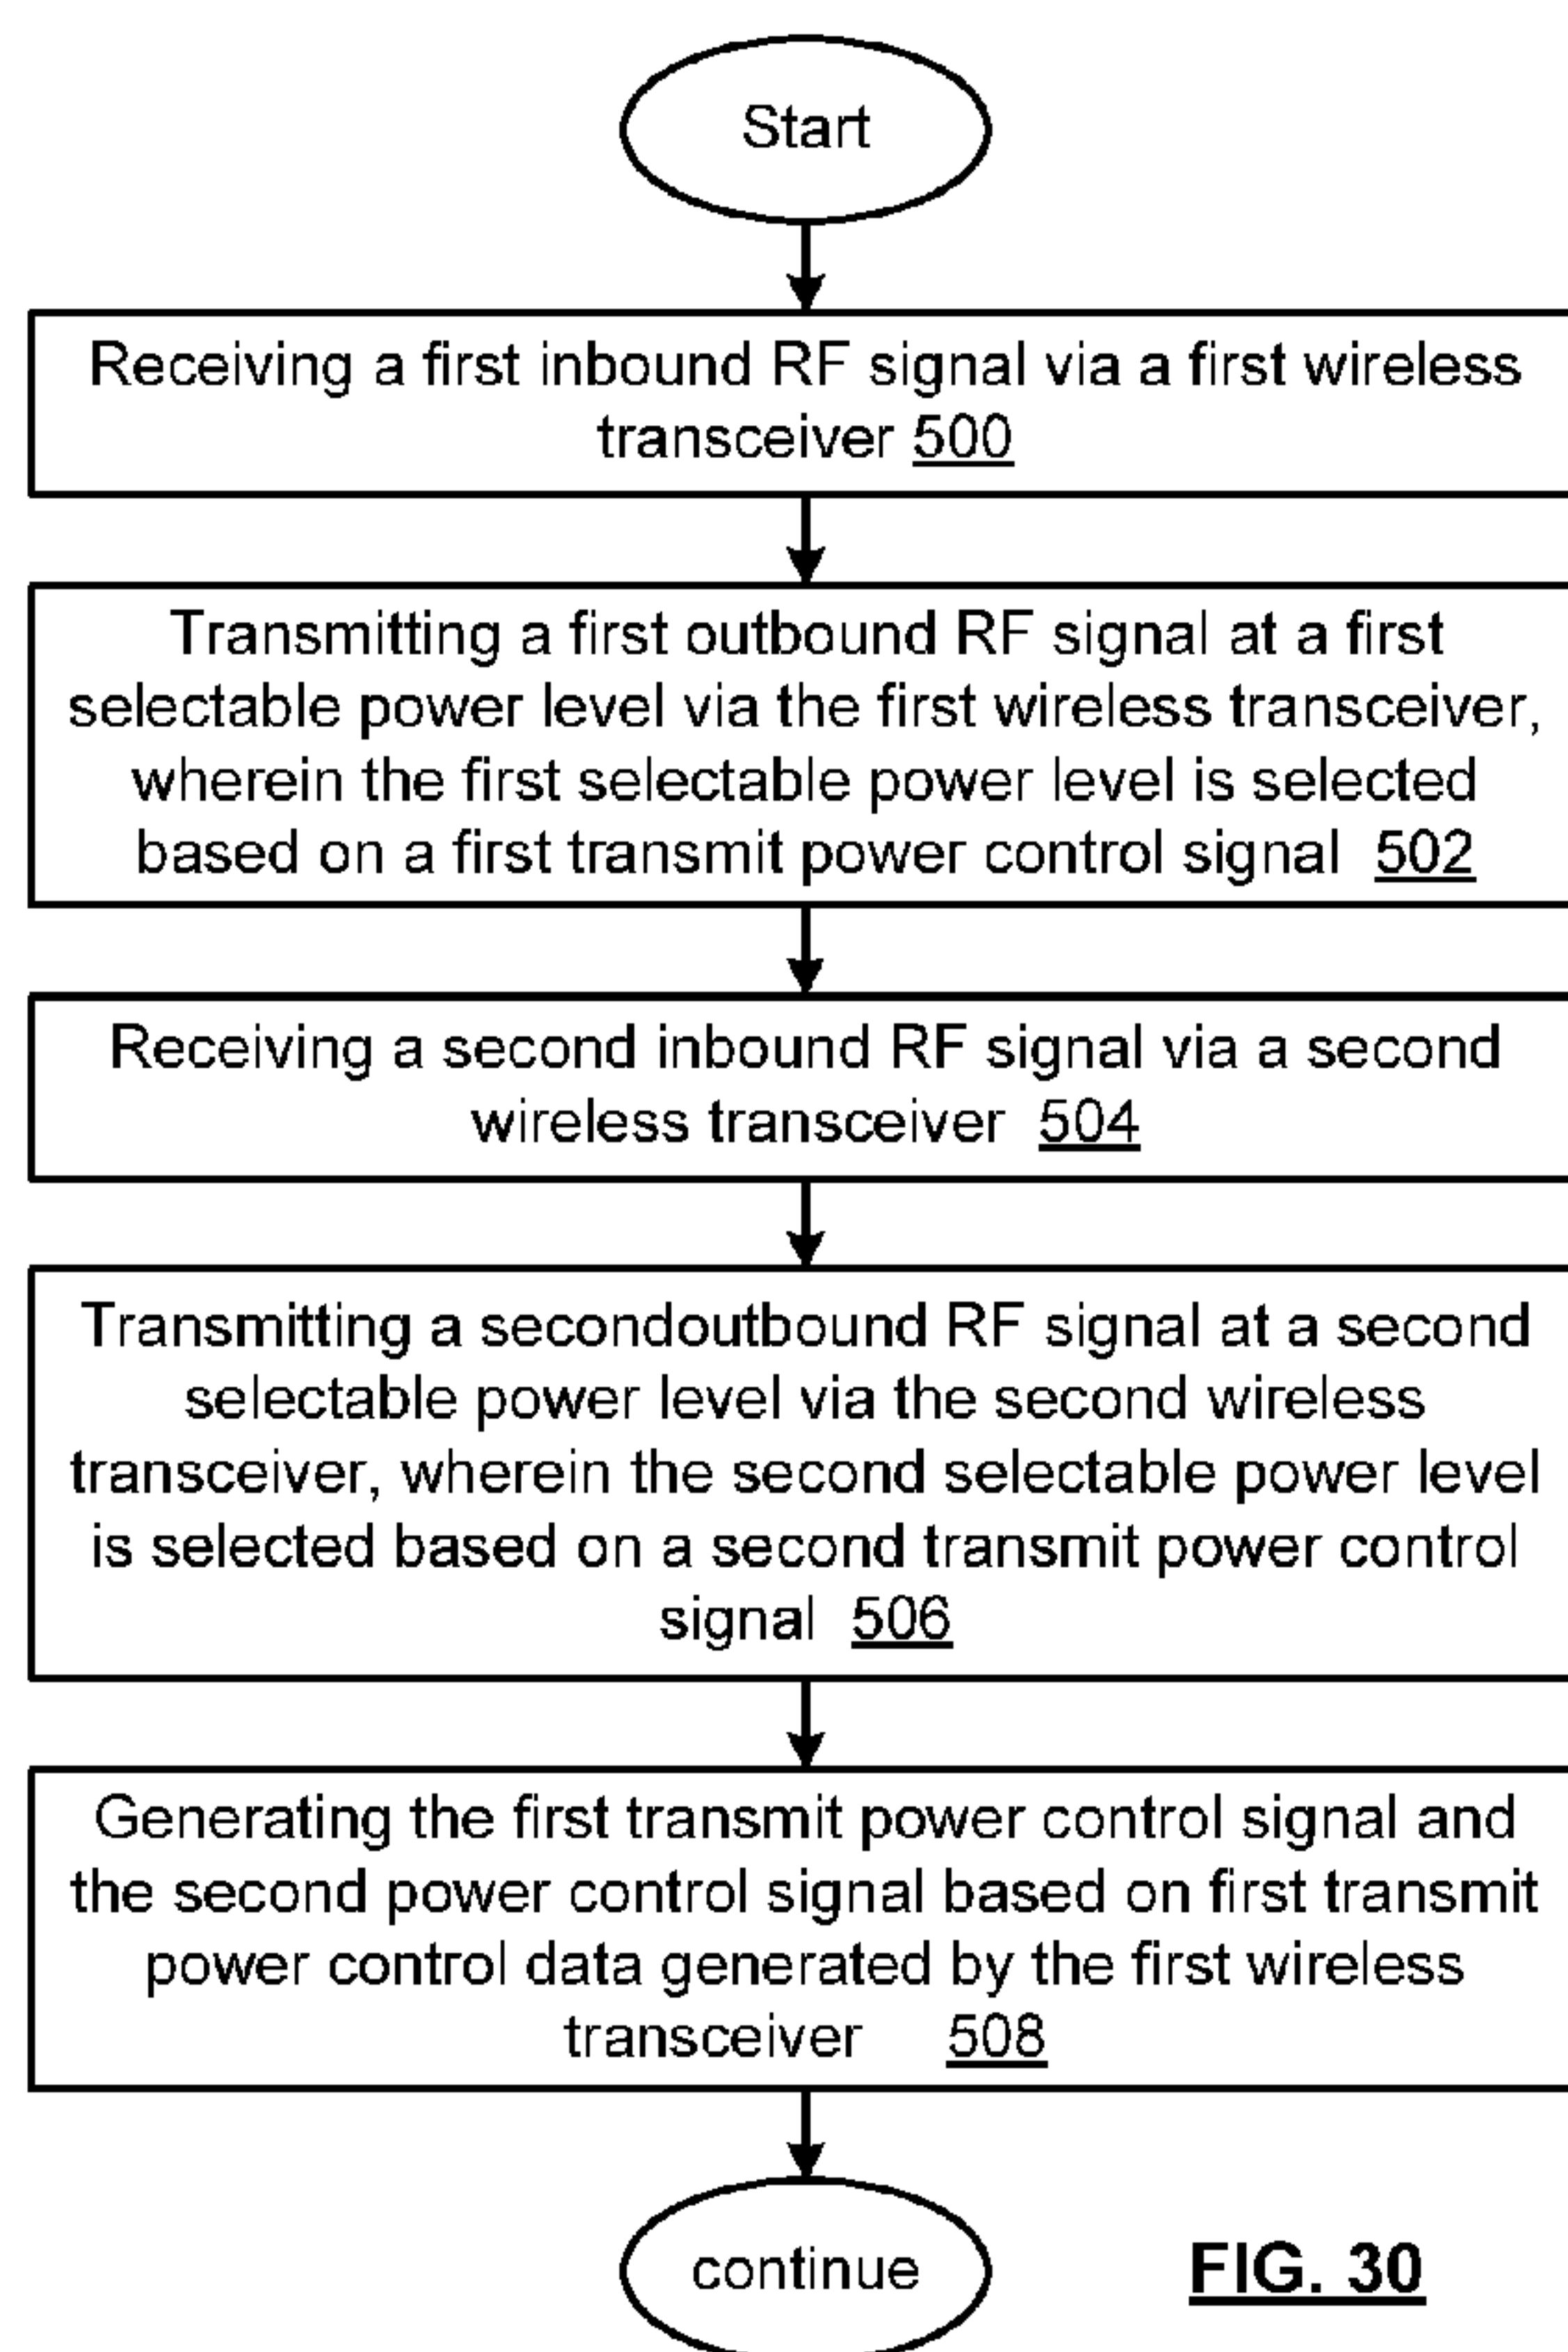 Start
Receiving a first inbound RF signal via a first wireless
transceiver 500
Transmitting a first outbound RF signal at a first
selectable power level via the first wireless transceiver,
wherein the first selectable power level is selected
based on a first transmit power control signal 502
Receiving a second inbound RF signal via a second
wireless transceiver 504
Transmitting a secondoutbound RF signal at a second
selectable power level via the second wireless
transceiver, wherein the second selectable power level
is selected based on a second transmit power control
signal 506
Generating the first transmit power control signal and
the second power control signal based on first transmit
power control data generated by the first wireless
transceiver 508
continue
FIG. 30